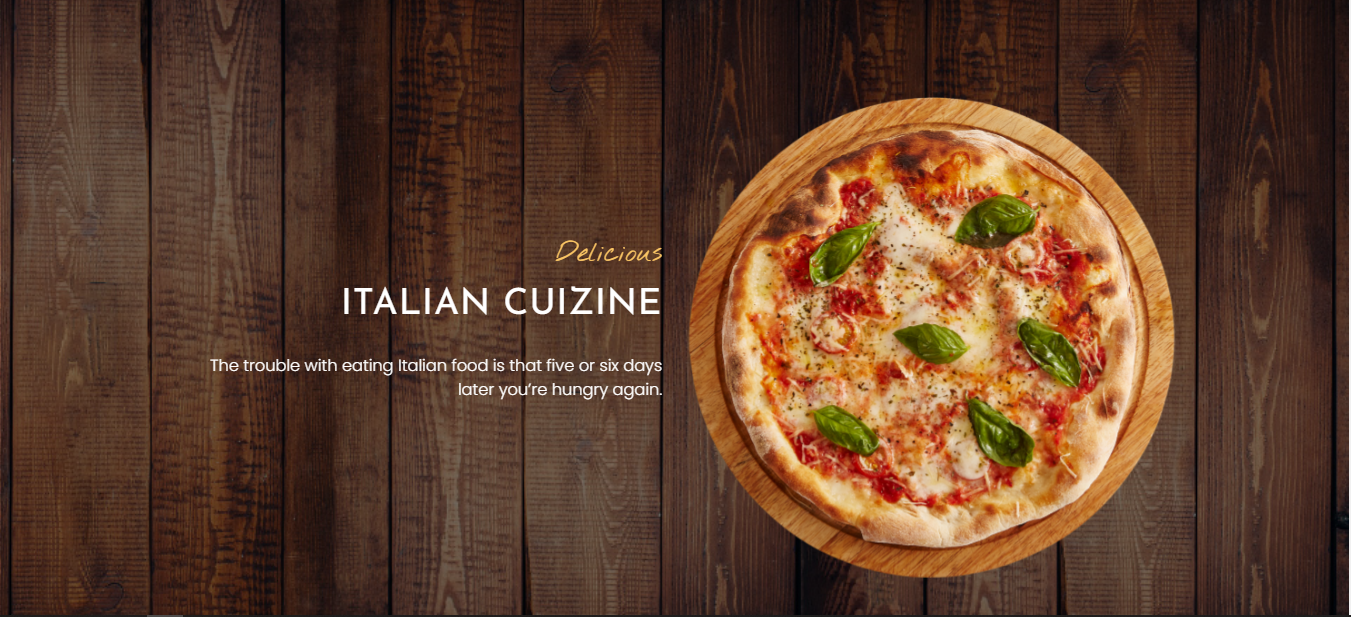 Delicious
ITALIAN CUIZINE
The trouble with eating Italian food is that five or six days
later you’re hungry again.